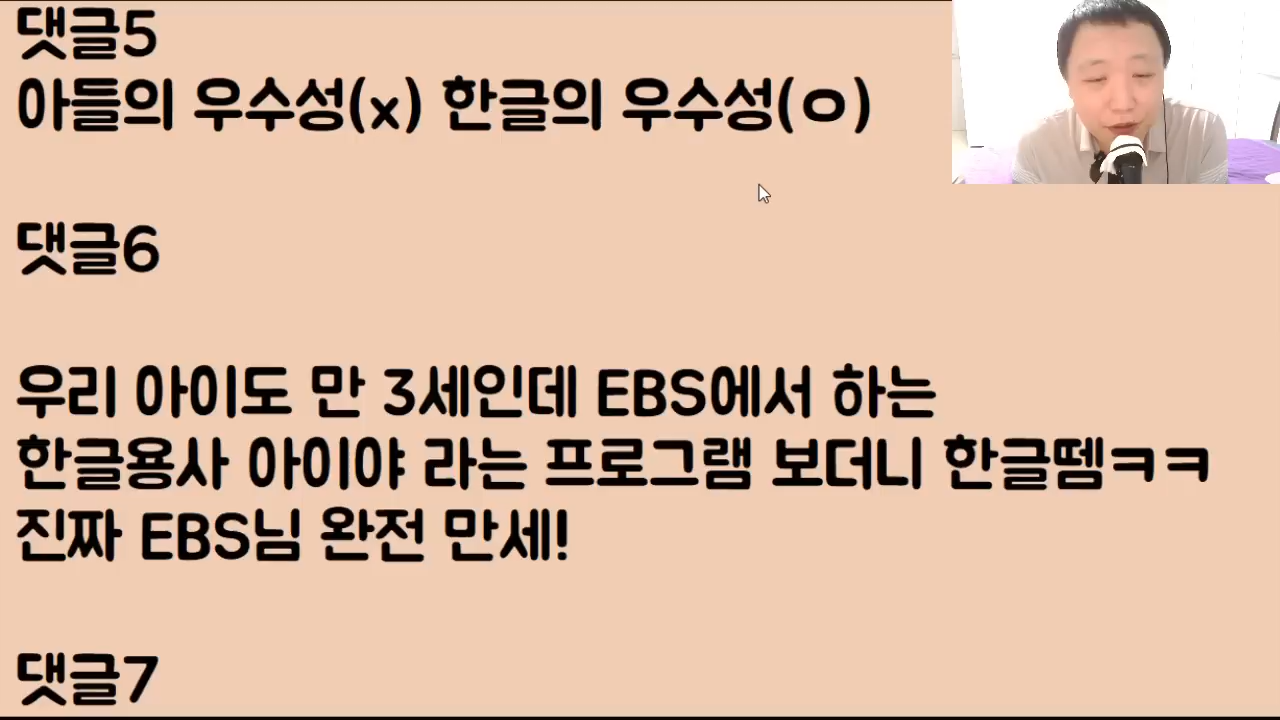 댓글5
아들의 우수성(x) 한글의 우수성(ㅇ)
댓글6
우리 아이도 만 3세인데 EBS에서 하는
한글용사 아이야 라는 프로그램 보더니 한글뗌ㅋㅋ
진짜 EBS님 완전 만세!
댓글7